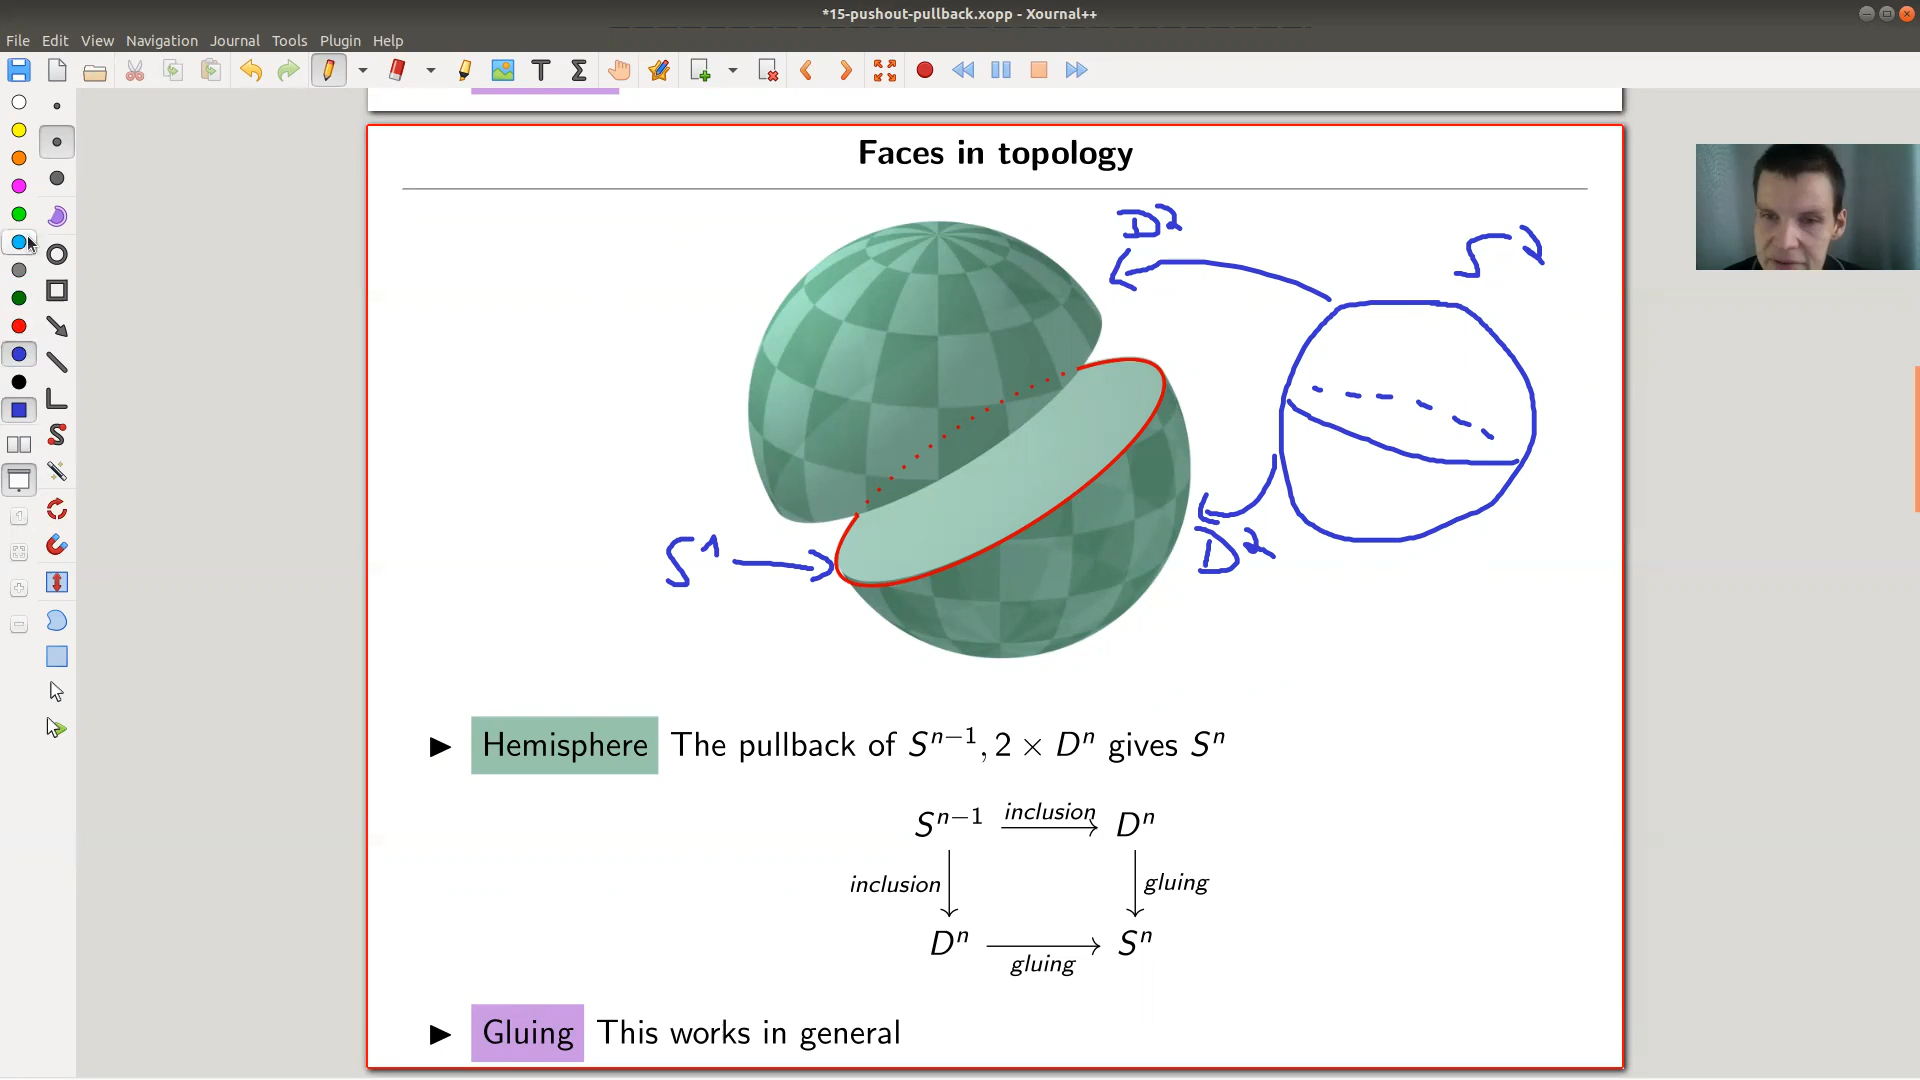 *15-pushout-pullback.xopp - Xournal++
File Edit View Navigation Journal Tools Plugin Help
Faces in topology
D²
S²
S¹
D²
▶ Hemisphere The pullback of Sⁿ⁻¹, 2 × Dⁿ gives Sⁿ
Sⁿ⁻¹ inclusion Dⁿ
inclusion gluing
Dⁿ gluing Sⁿ
▶ Gluing This works in general